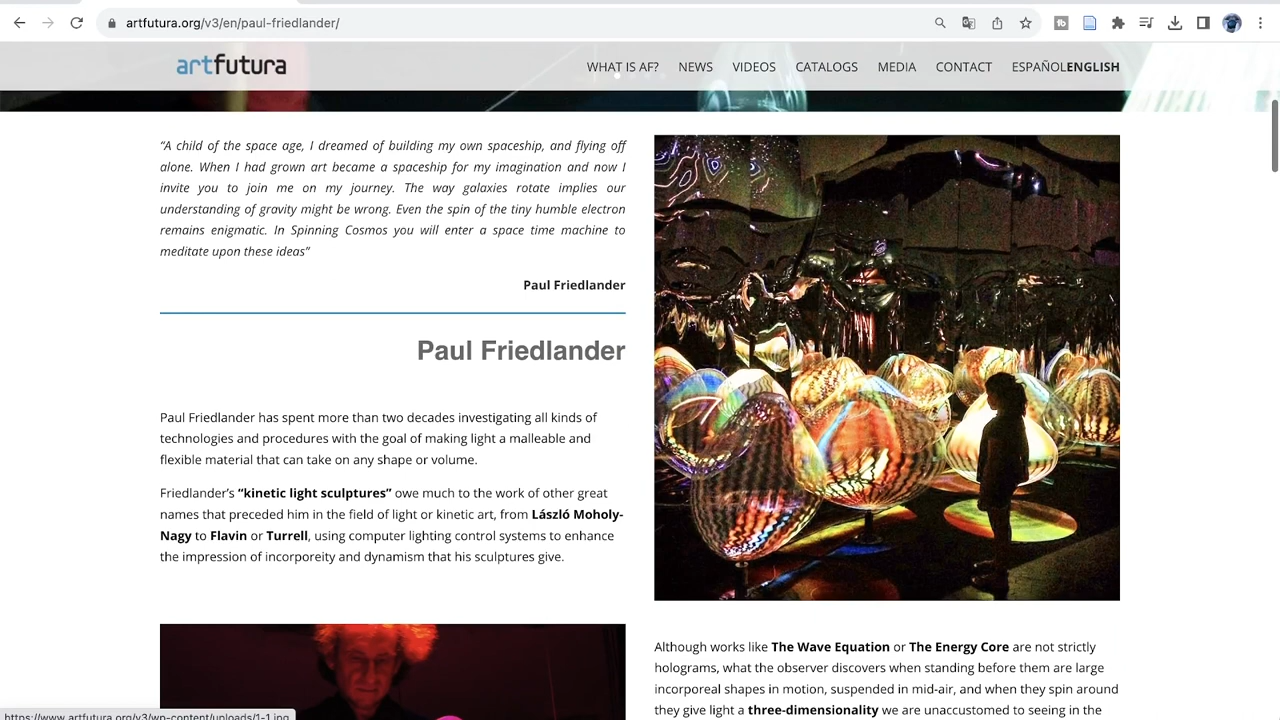 artfutura.org/v3/en/paul-friedlander/
artfutura
WHAT IS AF? NEWS VIDEOS CATALOGS MEDIA CONTACT ESPAÑOLENGLISH
“A child of the space age, I dreamed of building my own spaceship, and flying off
alone. When I had grown art became a spaceship for my imagination and now I
invite you to join me on my journey. The way galaxies rotate implies our
understanding of gravity might be wrong. Even the spin of the tiny humble electron
remains enigmatic. In Spinning Cosmos you will enter a space time machine to
meditate upon these ideas”
Paul Friedlander
Paul Friedlander
Paul Friedlander has spent more than two decades investigating all kinds of
technologies and procedures with the goal of making light a malleable and
flexible material that can take on any shape or volume.
Friedlander’s “kinetic light sculptures” owe much to the work of other great
names that preceded him in the field of light or kinetic art, from László Moholy-
Nagy to Flavin or Turrell, using computer lighting control systems to enhance
the impression of incorporeity and dynamism that his sculptures give.
Although works like The Wave Equation or The Energy Core are not strictly
holograms, what the observer discovers when standing before them are large
incorporeal shapes in motion, suspended in mid-air, and when they spin around
they give light a three-dimensionality we are unaccustomed to seeing in the
https://www.artfutura.org/v3/wp-content/uploads/1-1.jpg